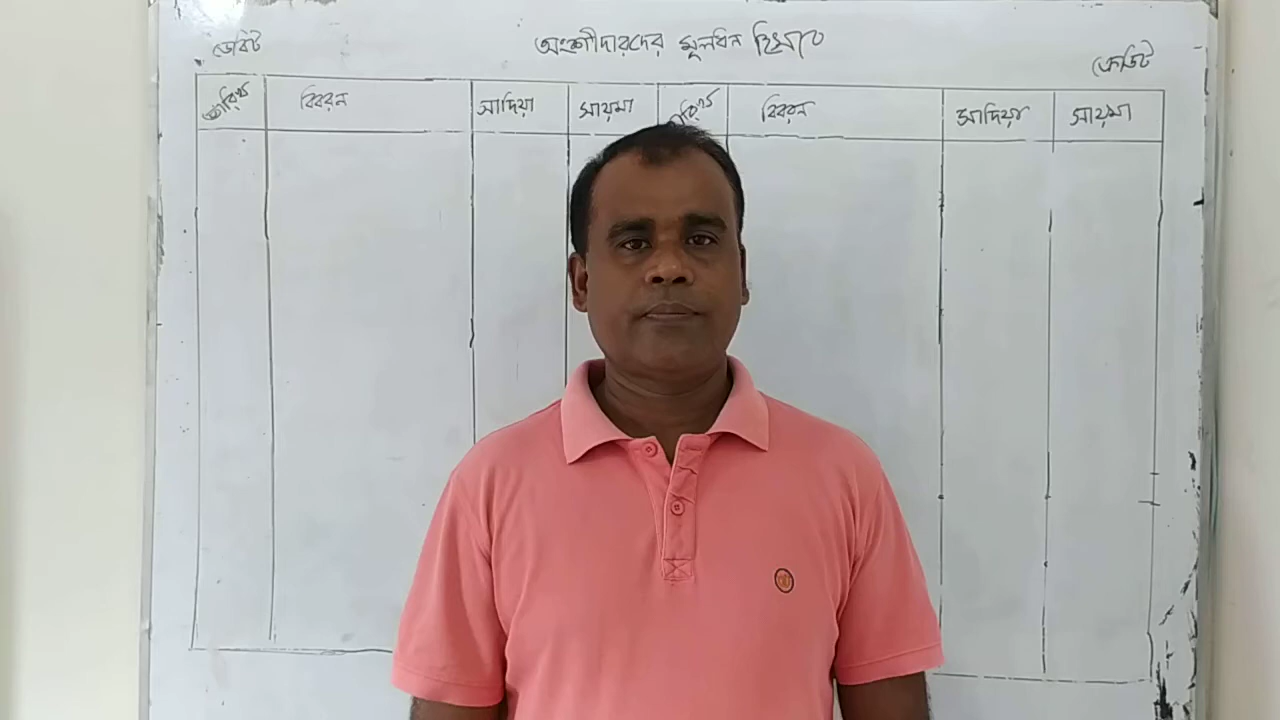 ডেবিট
অংশীদারদের মূলধন হিসাব
ক্রেডিট
তারিখ বিবরন সাদিয়া সায়মা তারিখ বিবরন সাদিয়া সায়মা